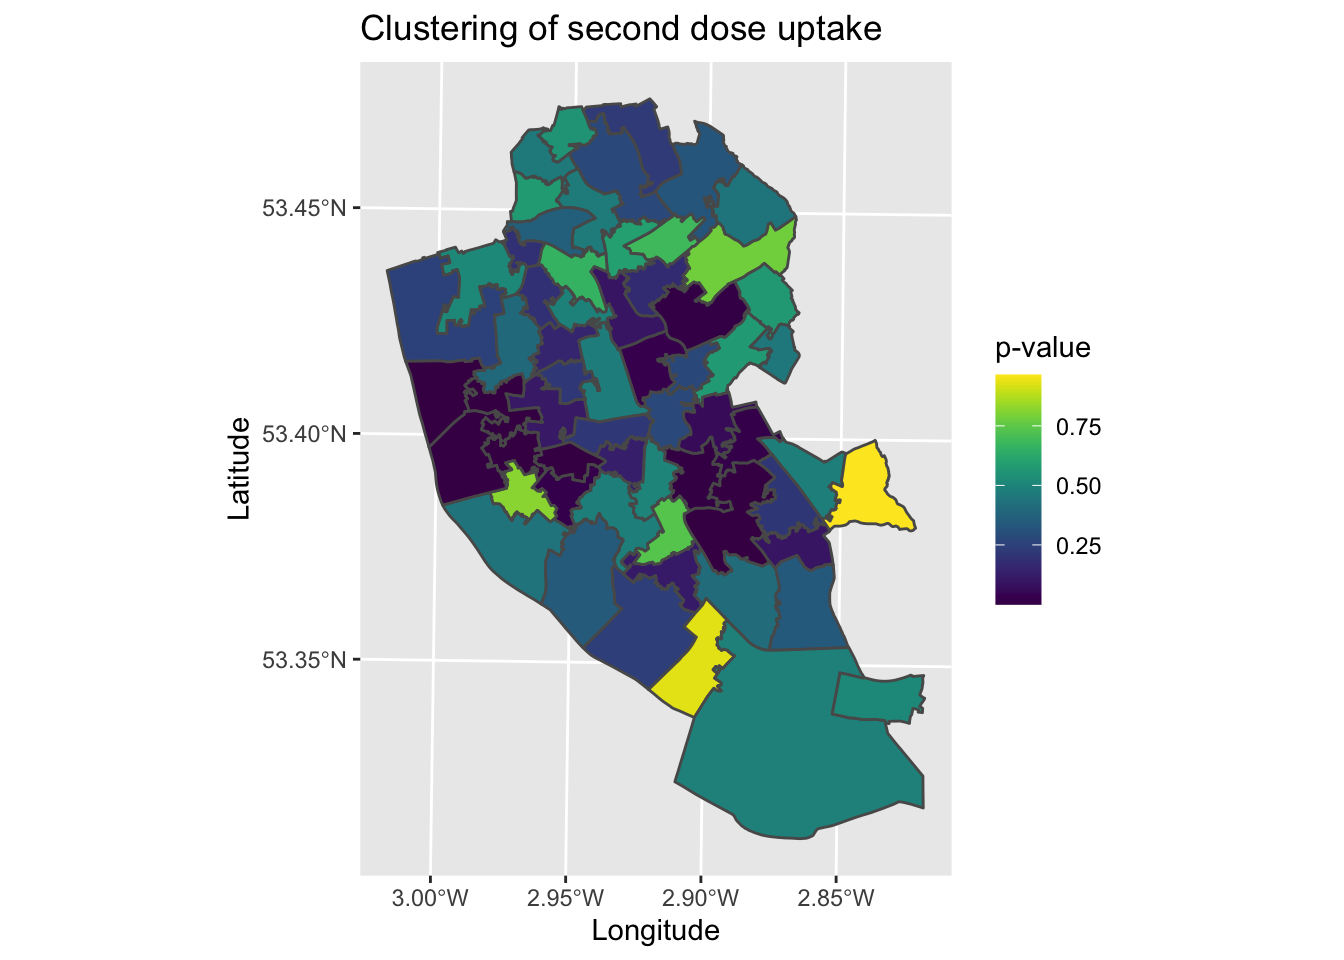 Clustering of second dose uptake
53.45°N
53.40°N
53.35°N
Latitude
3.00°W
2.95°W
2.90°W
2.85°W
Longitude
p-value
0.75
0.50
0.25